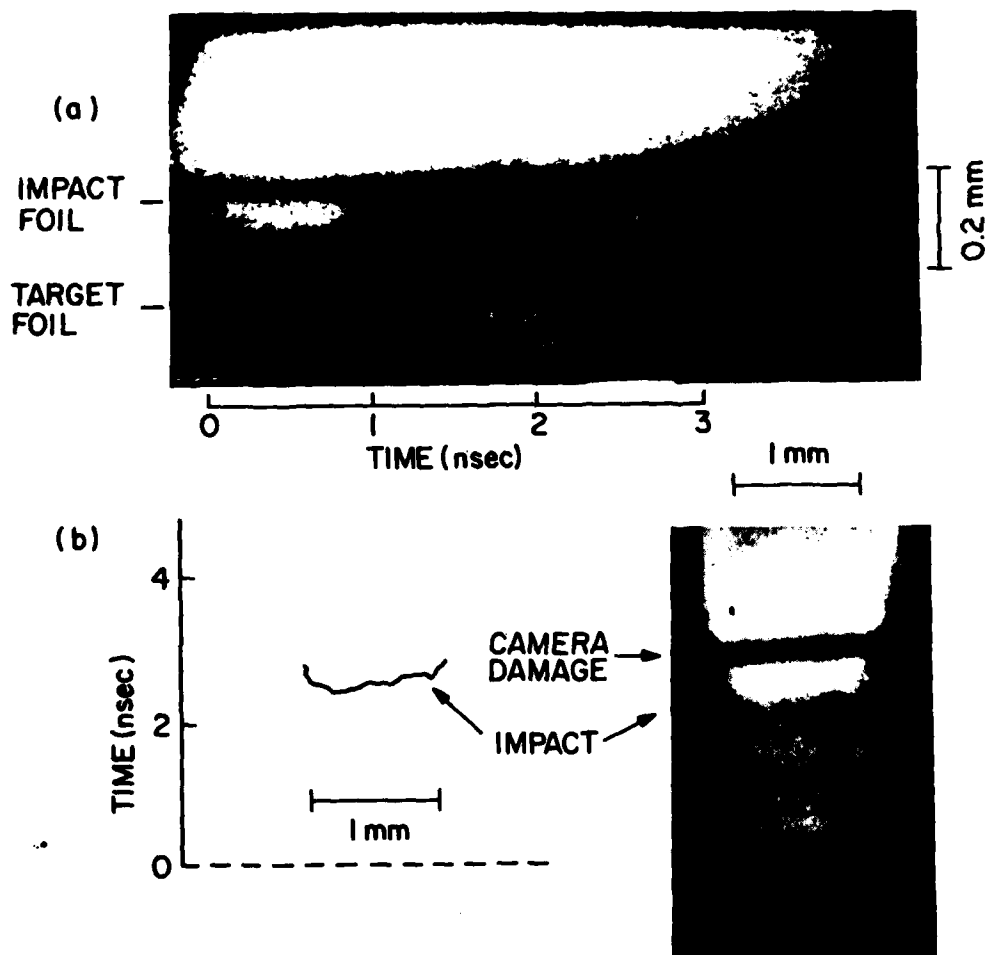 (a)
IMPACT
FOIL
TARGET
FOIL
0.2 mm
0 1 2 3
TIME (nsec)
1 mm
(b)
4
2
0
TIME (nsec)
1 mm
CAMERA
DAMAGE
IMPACT